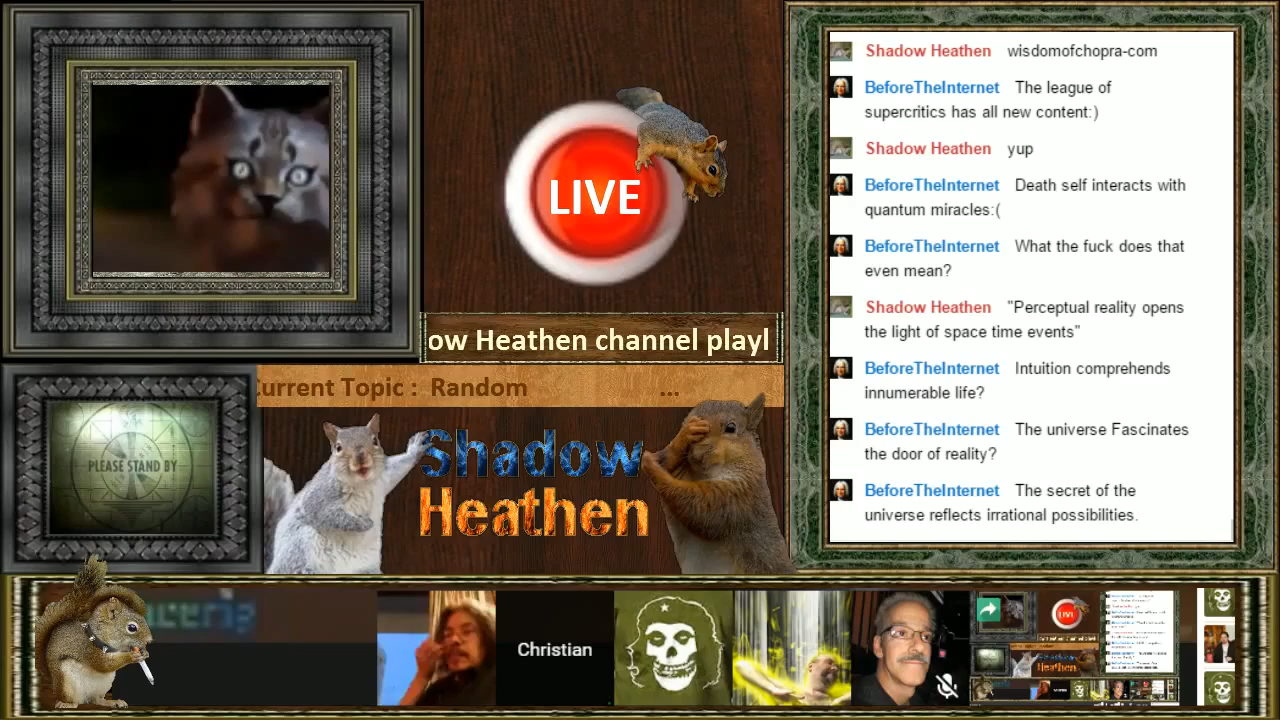 LIVE
ow Heathen channel playl
Current Topic : Random ...
PLEASE STAND BY
Shadow
Heathen
Shadow Heathen wisdomofchopra-com
BeforeTheInternet The league of
supercritics has all new content:)
Shadow Heathen yup
BeforeTheInternet Death self interacts with
quantum miracles:(
BeforeTheInternet What the fuck does that
even mean?
Shadow Heathen "Perceptual reality opens
the light of space time events"
BeforeTheInternet Intuition comprehends
innumerable life?
BeforeTheInternet The universe Fascinates
the door of reality?
BeforeTheInternet The secret of the
universe reflects irrational possibilities.
Christian
LIVE
Shadow
Heathen